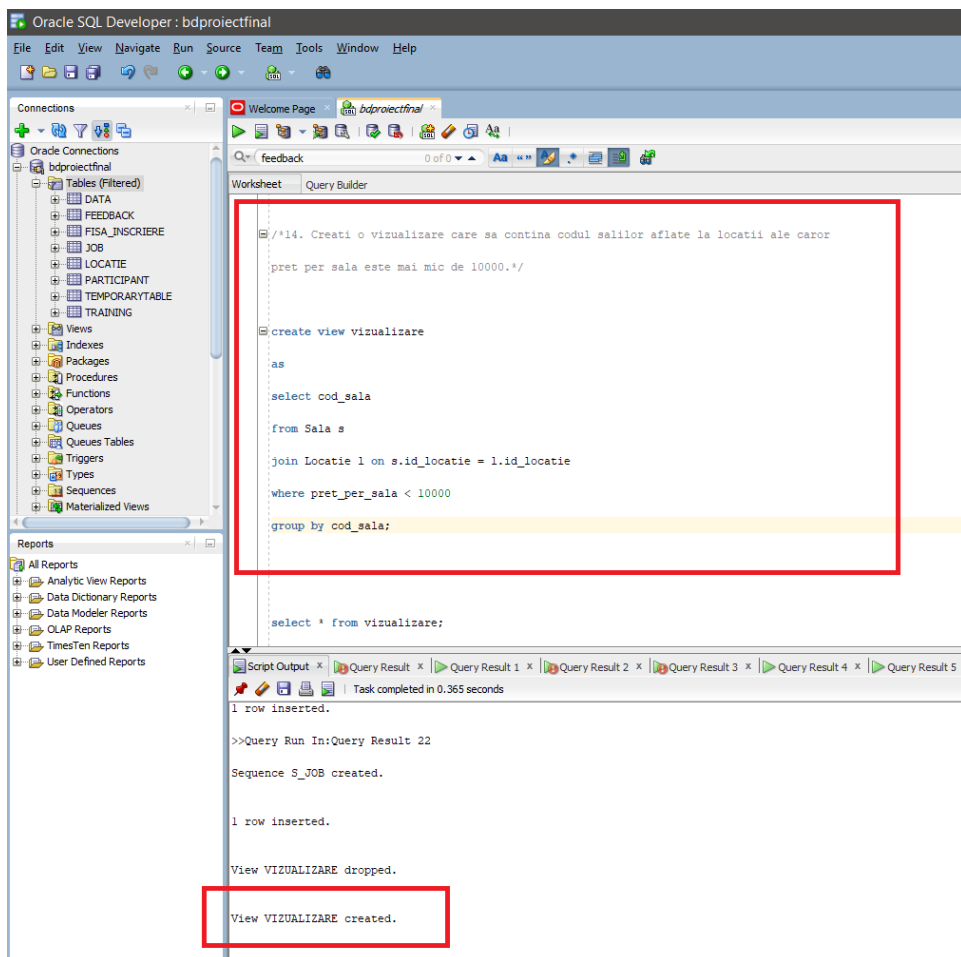 Oracle SQL Developer : bdproiectfinal
File Edit View Navigate Run Source Team Tools Window Help
Connections
Oracle Connections
bdproiectfinal
Tables (Filtered)
DATA
FEEDBACK
FISA_INSCRIERE
JOB
LOCATIE
PARTICIPANT
TEMPORARYTABLE
TRAINING
Views
Indexes
Packages
Procedures
Functions
Operators
Queues
Queues Tables
Triggers
Types
Sequences
Materialized Views
Reports
All Reports
Analytic View Reports
Data Dictionary Reports
Data Modeler Reports
OLAP Reports
TimesTen Reports
User Defined Reports
Welcome Page bdproiectfinal
feedback 0 of 0 Aa “”
Worksheet Query Builder
/*14. Creati o vizualizare care sa contina codul salilor aflate la locatii ale caror
pret per sala este mai mic de 10000.*/
create view vizualizare
as
select cod_sala
from Sala s
join Locatie l on s.id_locatie = l.id_locatie
where pret_per_sala < 10000
group by cod_sala;
select * from vizualizare;
Script Output x Query Result x Query Result 1 x Query Result 2 x Query Result 3 x Query Result 4 x Query Result 5
Task completed in 0.365 seconds
1 row inserted.
>>Query Run In:Query Result 22
Sequence S_JOB created.
1 row inserted.
View VIZUALIZARE dropped.
View VIZUALIZARE created.